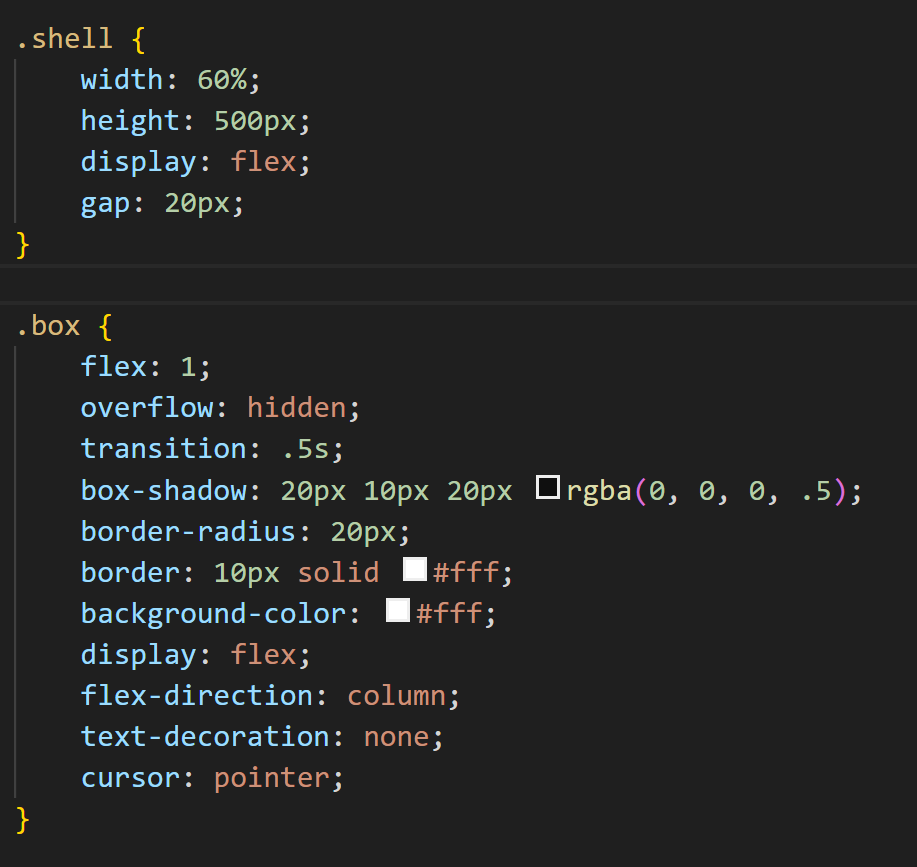 .shell {
    width: 60%;
    height: 500px;
    display: flex;
    gap: 20px;
}
.box {
    flex: 1;
    overflow: hidden;
    transition: .5s;
    box-shadow: 20px 10px 20px rgba(0, 0, 0, .5);
    border-radius: 20px;
    border: 10px solid #fff;
    background-color: #fff;
    display: flex;
    flex-direction: column;
    text-decoration: none;
    cursor: pointer;
}